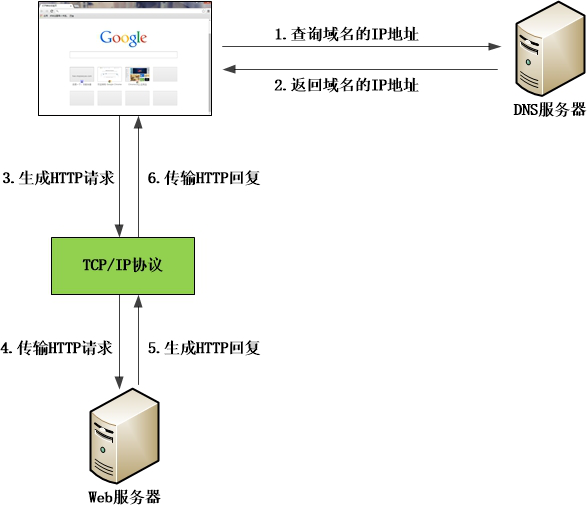 Google
1.查询域名的IP地址
2.返回域名的IP地址
DNS服务器
3.生成HTTP请求
6.传输HTTP回复
TCP/IP协议
4.传输HTTP请求
5.生成HTTP回复
Web服务器